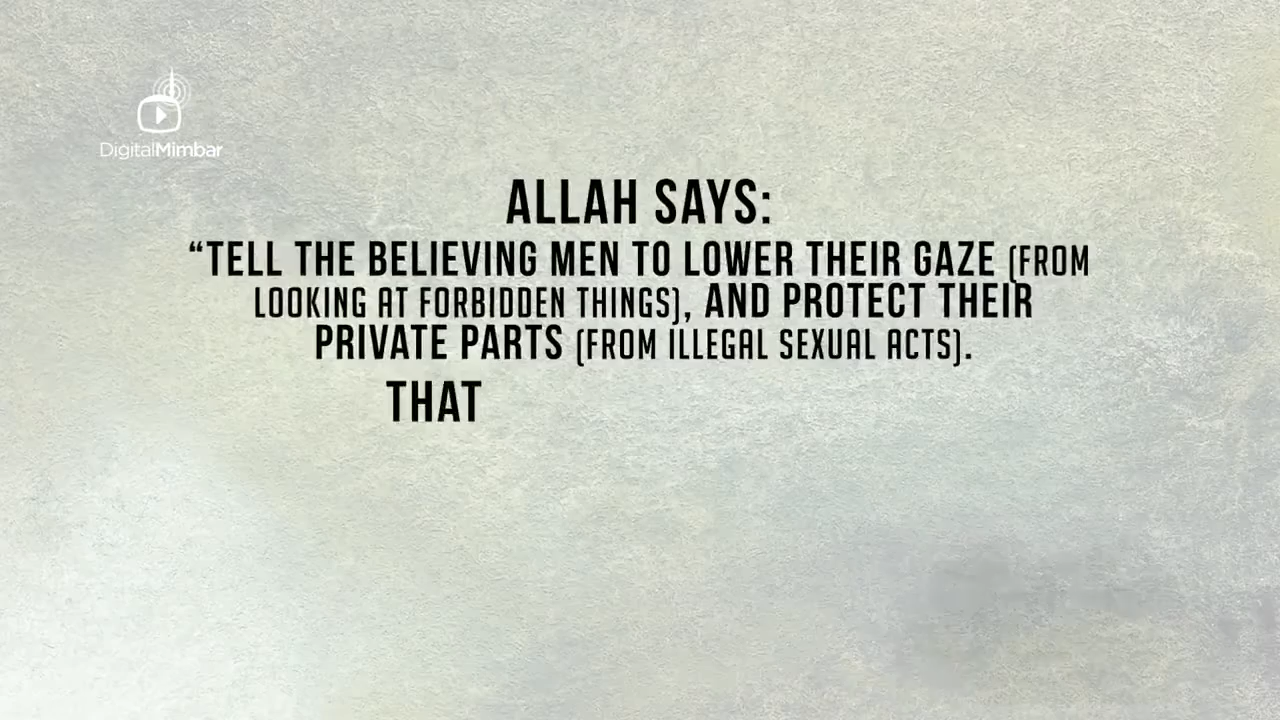 DigitalMimbar
ALLAH SAYS:
“TELL THE BELIEVING MEN TO LOWER THEIR GAZE (FROM
LOOKING AT FORBIDDEN THINGS), AND PROTECT THEIR
PRIVATE PARTS (FROM ILLEGAL SEXUAL ACTS).
THAT